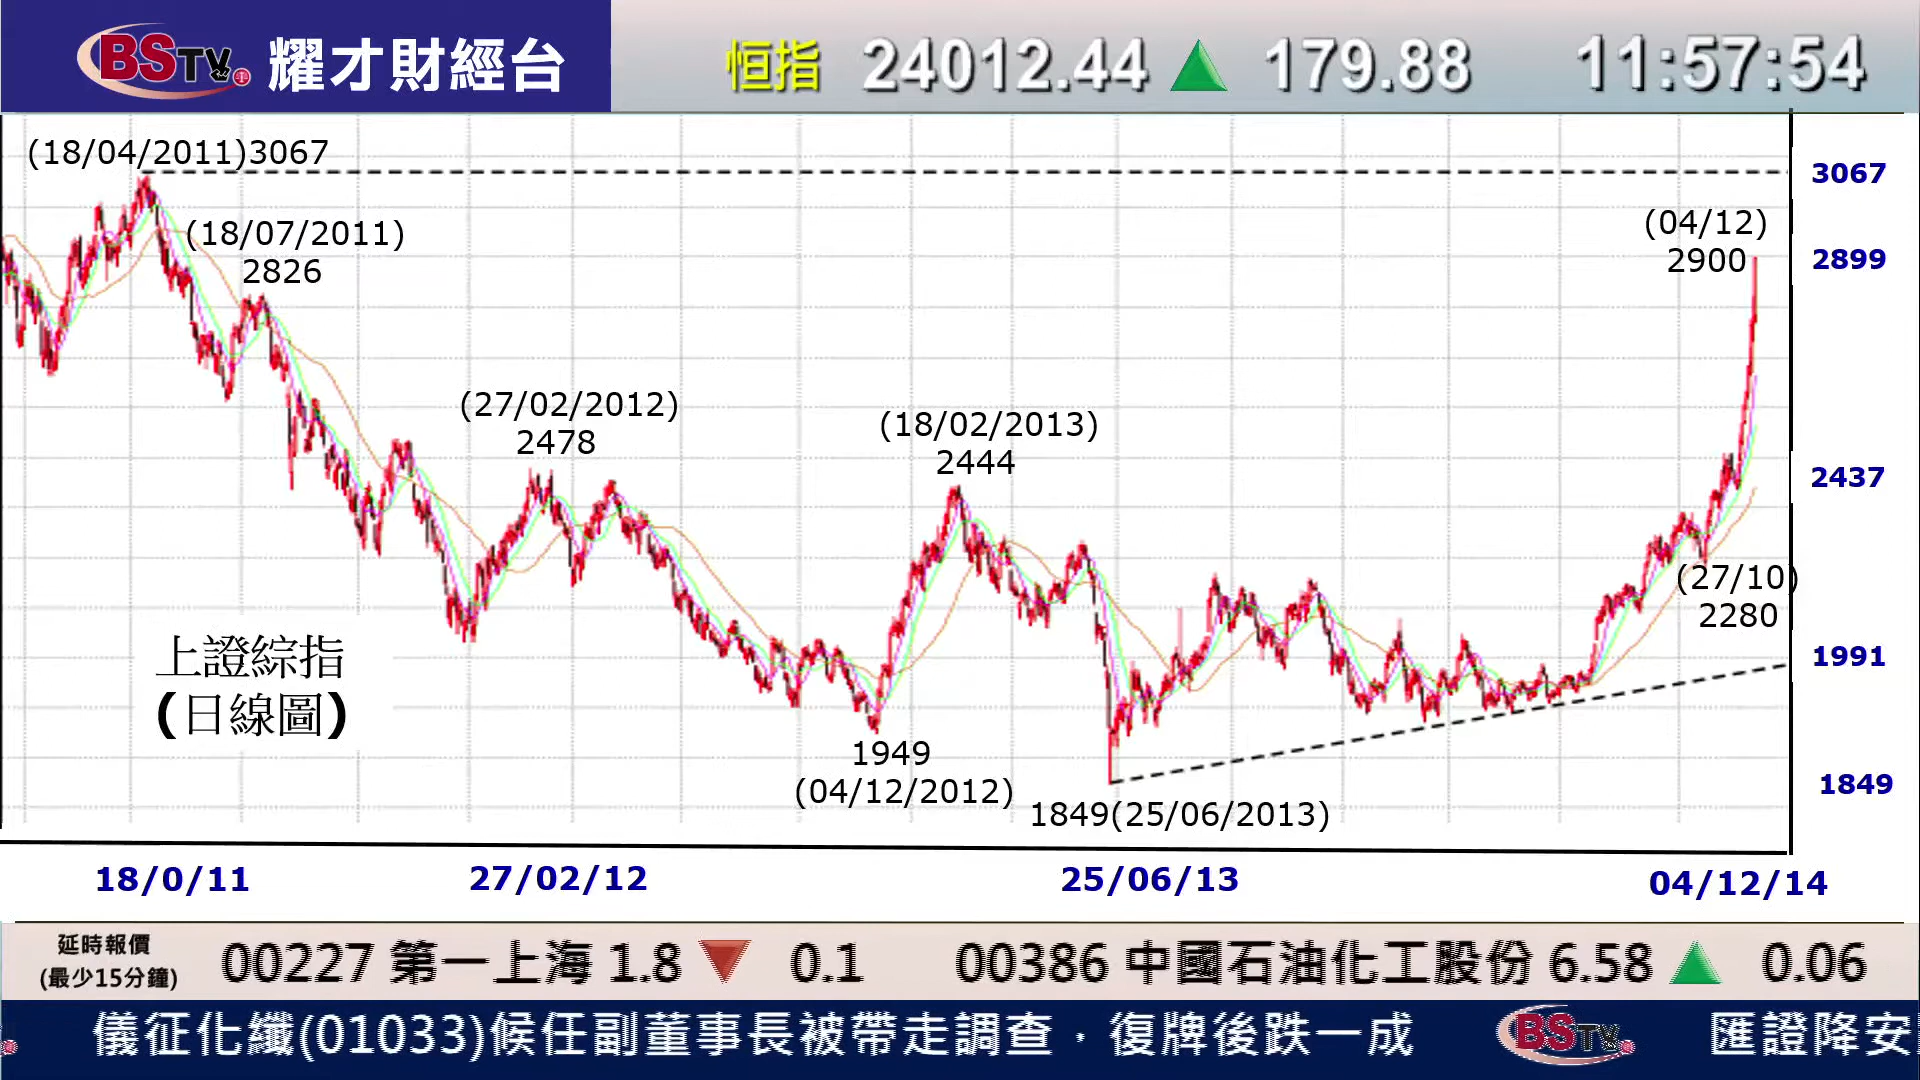 BSTV 耀才財經台
恒指 24012.44 ▲ 179.88 11:57:54
(18/04/2011)3067
3067
(18/07/2011)
2826
(04/12)
2900
2899
(27/02/2012)
2478
(18/02/2013)
2444
2437
(27/10)
2280
上證綜指
(日線圖)
1991
1949
(04/12/2012)
1849(25/06/2013)
1849
18/0/11
27/02/12
25/06/13
04/12/14
延時報價
(最少15分鐘)
00227 第一上海 1.8 ▼ 0.1 00386 中國石油化工股份 6.58 ▲ 0.06
儀征化纖(01033)候任副董事長被帶走調查，復牌後跌一成 BSTV 匯證降安